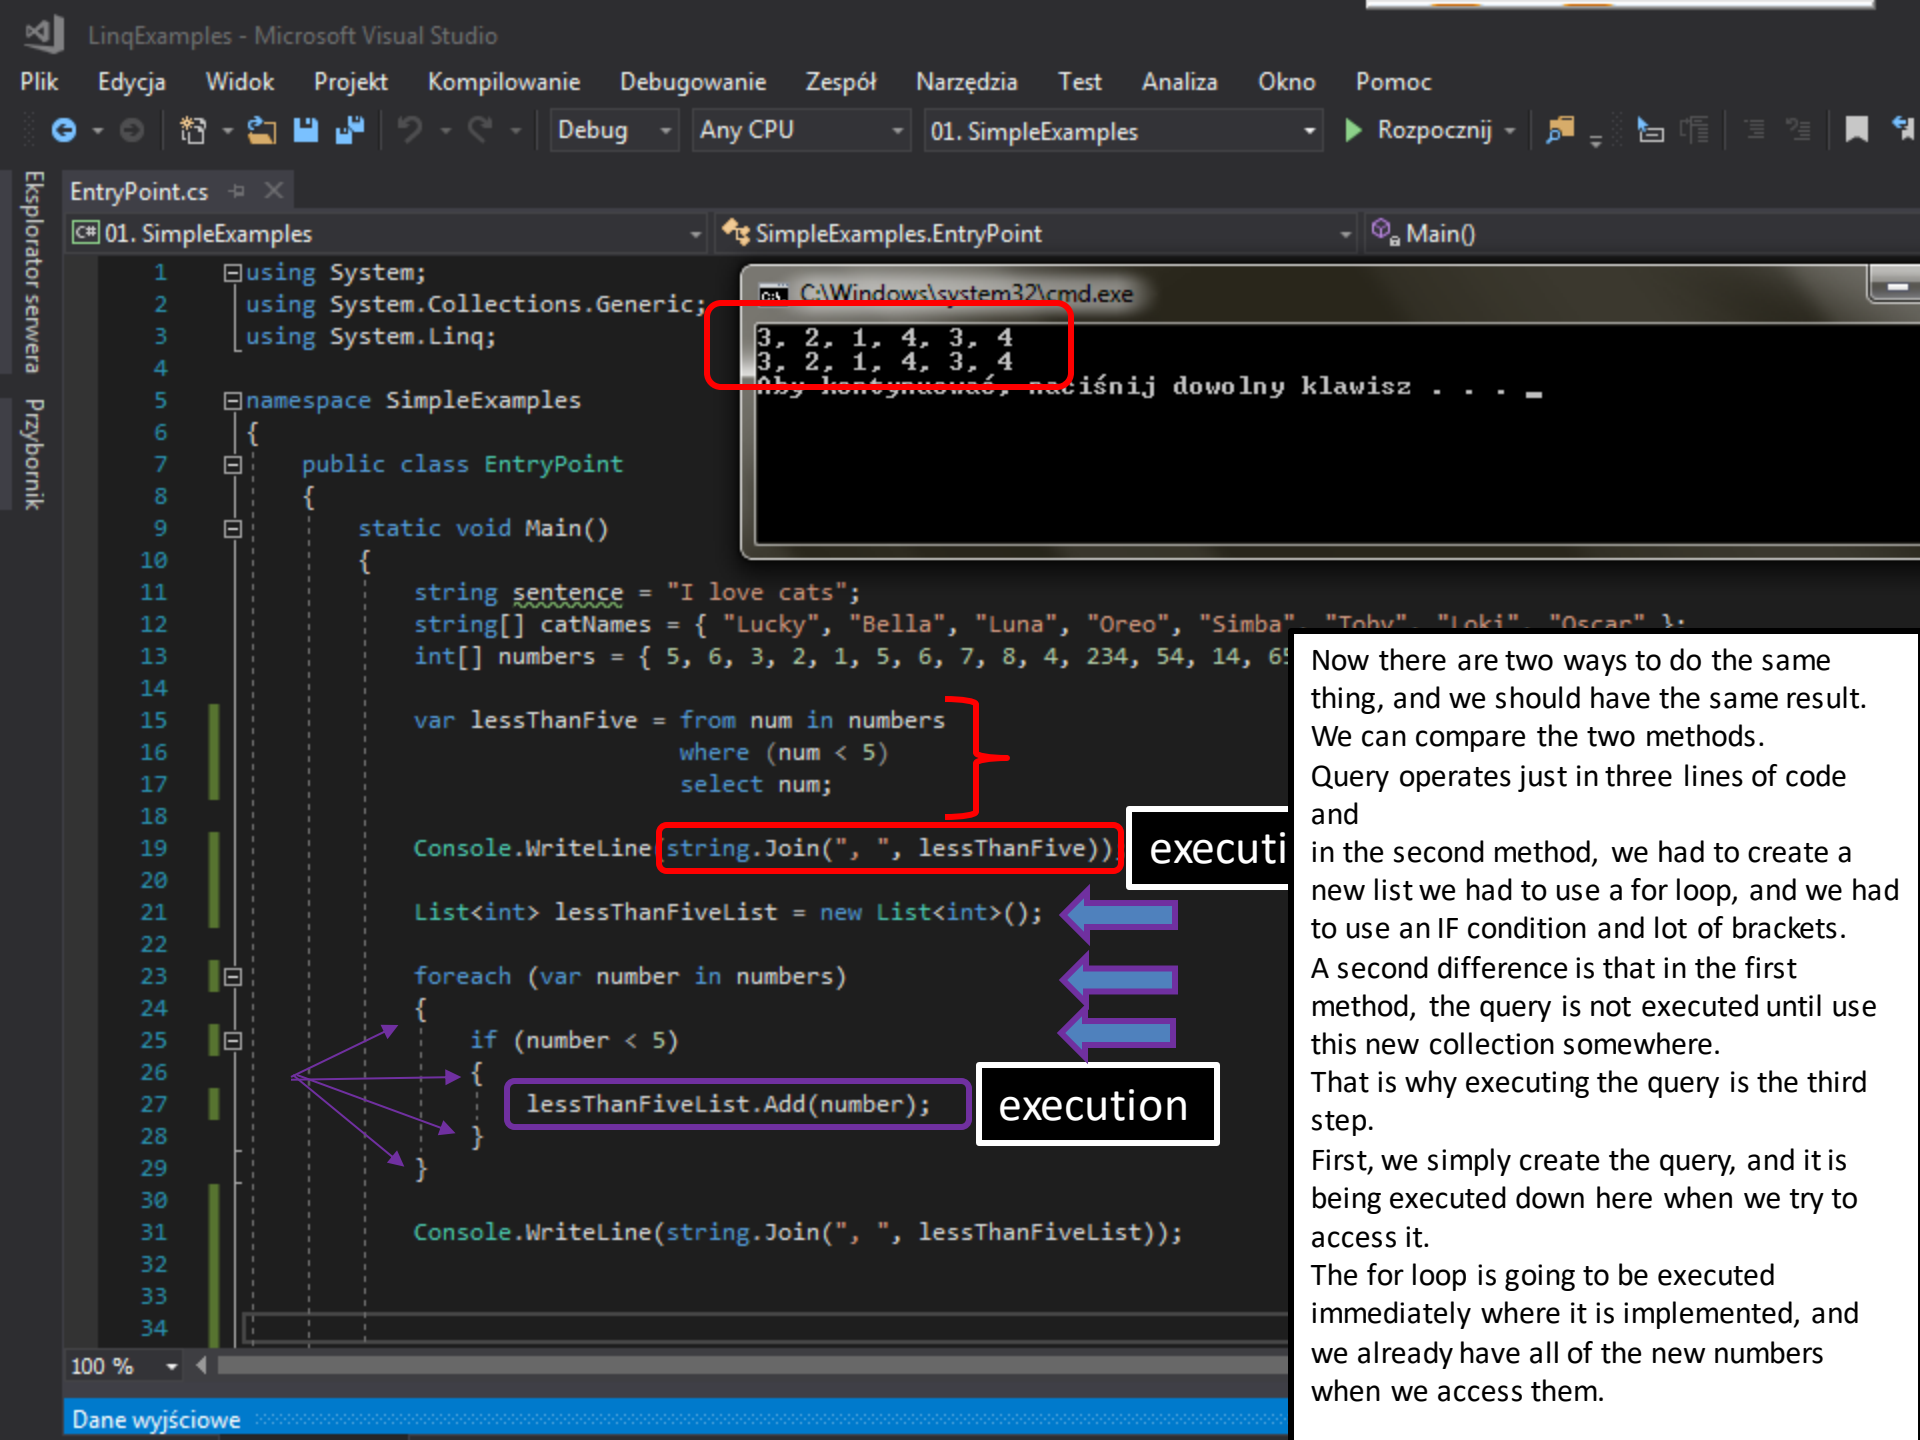 LinqExamples - Microsoft Visual Studio
Plik Edycja Widok Projekt Kompilowanie Debugowanie Zespół Narzędzia Test Analiza Okno Pomoc
Debug Any CPU 01. SimpleExamples Rozpocznij
Eksplorator serwera
Przybornik
EntryPoint.cs
C# 01. SimpleExamples SimpleExamples.EntryPoint Main()
C:\Windows\system32\cmd.exe
3, 2, 1, 4, 3, 4
3, 2, 1, 4, 3, 4
Aby kontynuować, naciśnij dowolny klawisz . . . _
1 using System;
2 using System.Collections.Generic;
3 using System.Linq;
4
5 namespace SimpleExamples
6 {
7 public class EntryPoint
8 {
9 static void Main()
10 {
11 string sentence = "I love cats";
12 string[] catNames = { "Lucky", "Bella", "Luna", "Oreo", "Simba", "Toby", "Loki", "Oscar" };
13 int[] numbers = { 5, 6, 3, 2, 1, 5, 6, 7, 8, 4, 234, 54, 14, 65
14
15 var lessThanFive = from num in numbers
16 where (num < 5)
17 select num;
18
19 Console.WriteLine(string.Join(", ", lessThanFive))
executi
20
21 List<int> lessThanFiveList = new List<int>();
22
23 foreach (var number in numbers)
24 {
25 if (number < 5)
26 {
27 lessThanFiveList.Add(number);
execution
28 }
29 }
30
31 Console.WriteLine(string.Join(", ", lessThanFiveList));
32
33
34
100 %
Dane wyjściowe
Now there are two ways to do the same
thing, and we should have the same result.
We can compare the two methods.
Query operates just in three lines of code
and
in the second method, we had to create a
new list we had to use a for loop, and we had
to use an IF condition and lot of brackets.
A second difference is that in the first
method, the query is not executed until use
this new collection somewhere.
That is why executing the query is the third
step.
First, we simply create the query, and it is
being executed down here when we try to
access it.
The for loop is going to be executed
immediately where it is implemented, and
we already have all of the new numbers
when we access them.